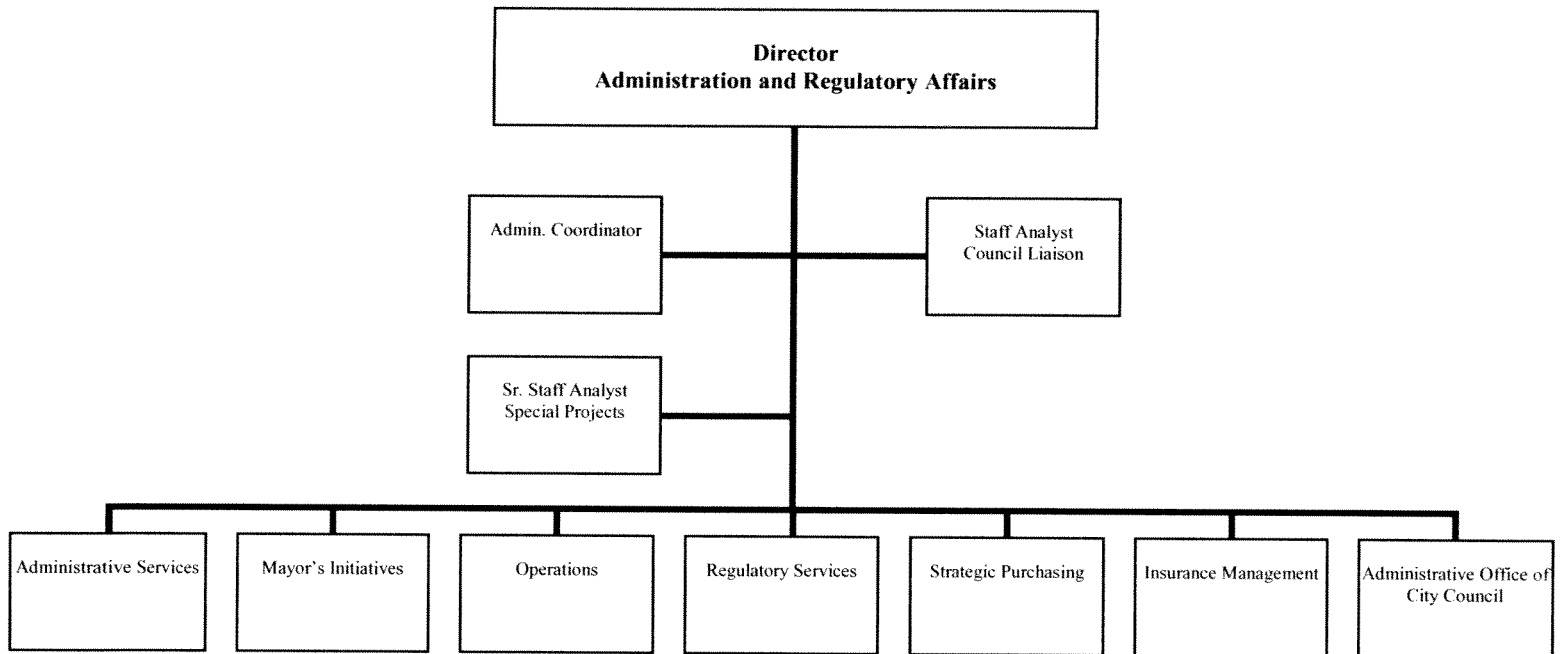 Director
Administration and Regulatory Affairs
Admin. Coordinator
Staff Analyst
Council Liaison
Sr. Staff Analyst
Special Projects
Administrative Services
Mayor's Initiatives
Operations
Regulatory Services
Strategic Purchasing
Insurance Management
Administrative Office of
City Council